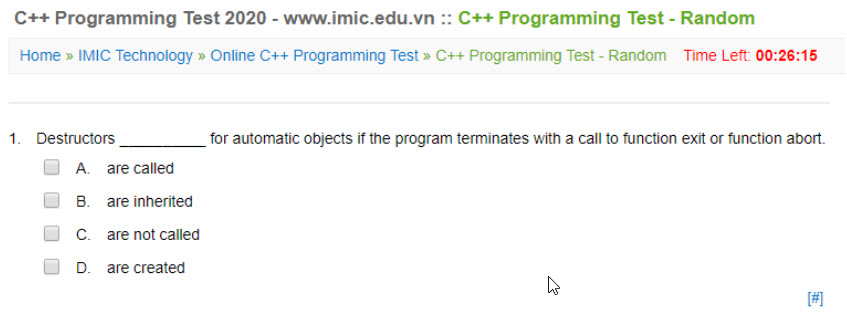 C++ Programming Test 2020 - www.imic.edu.vn :: C++ Programming Test - Random
Home » IMIC Technology » Online C++ Programming Test » C++ Programming Test - Random Time Left: 00:26:15
1. Destructors __________ for automatic objects if the program terminates with a call to function exit or function abort.
A. are called
B. are inherited
C. are not called
D. are created
[#]